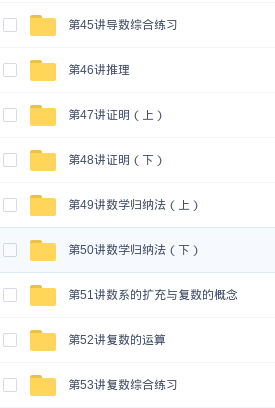 第45讲导数综合练习
第46讲推理
第47讲证明（上）
第48讲证明（下）
第49讲数学归纳法（上）
第50讲数学归纳法（下）
第51讲数系的扩充与复数的概念
第52讲复数的运算
第53讲复数综合练习